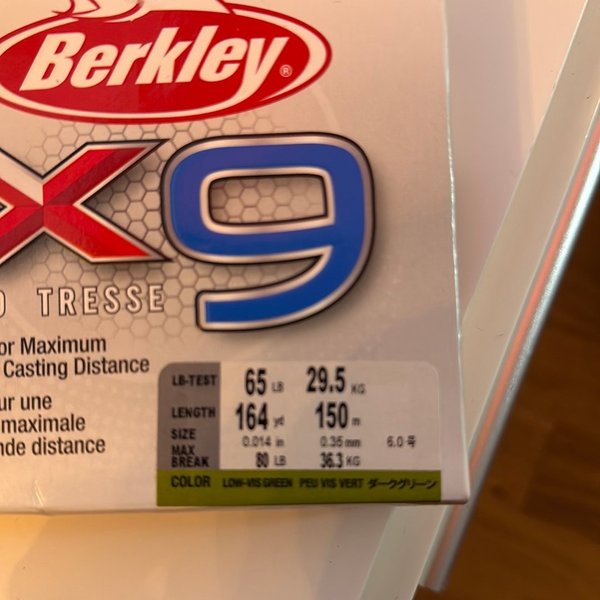 Berkley®
X9
TRESSE
or Maximum
Casting Distance
ur une
maximale
nde distance
LB-TEST 65 LB 29.5 KG
LENGTH 164 yd 150 m
SIZE 0.014 in 0.36 mm 6.0 号
MAX BREAK 80 LB 36.3 KG
COLOR LOW-VIS GREEN PEU VIS VERT ダークグリーン